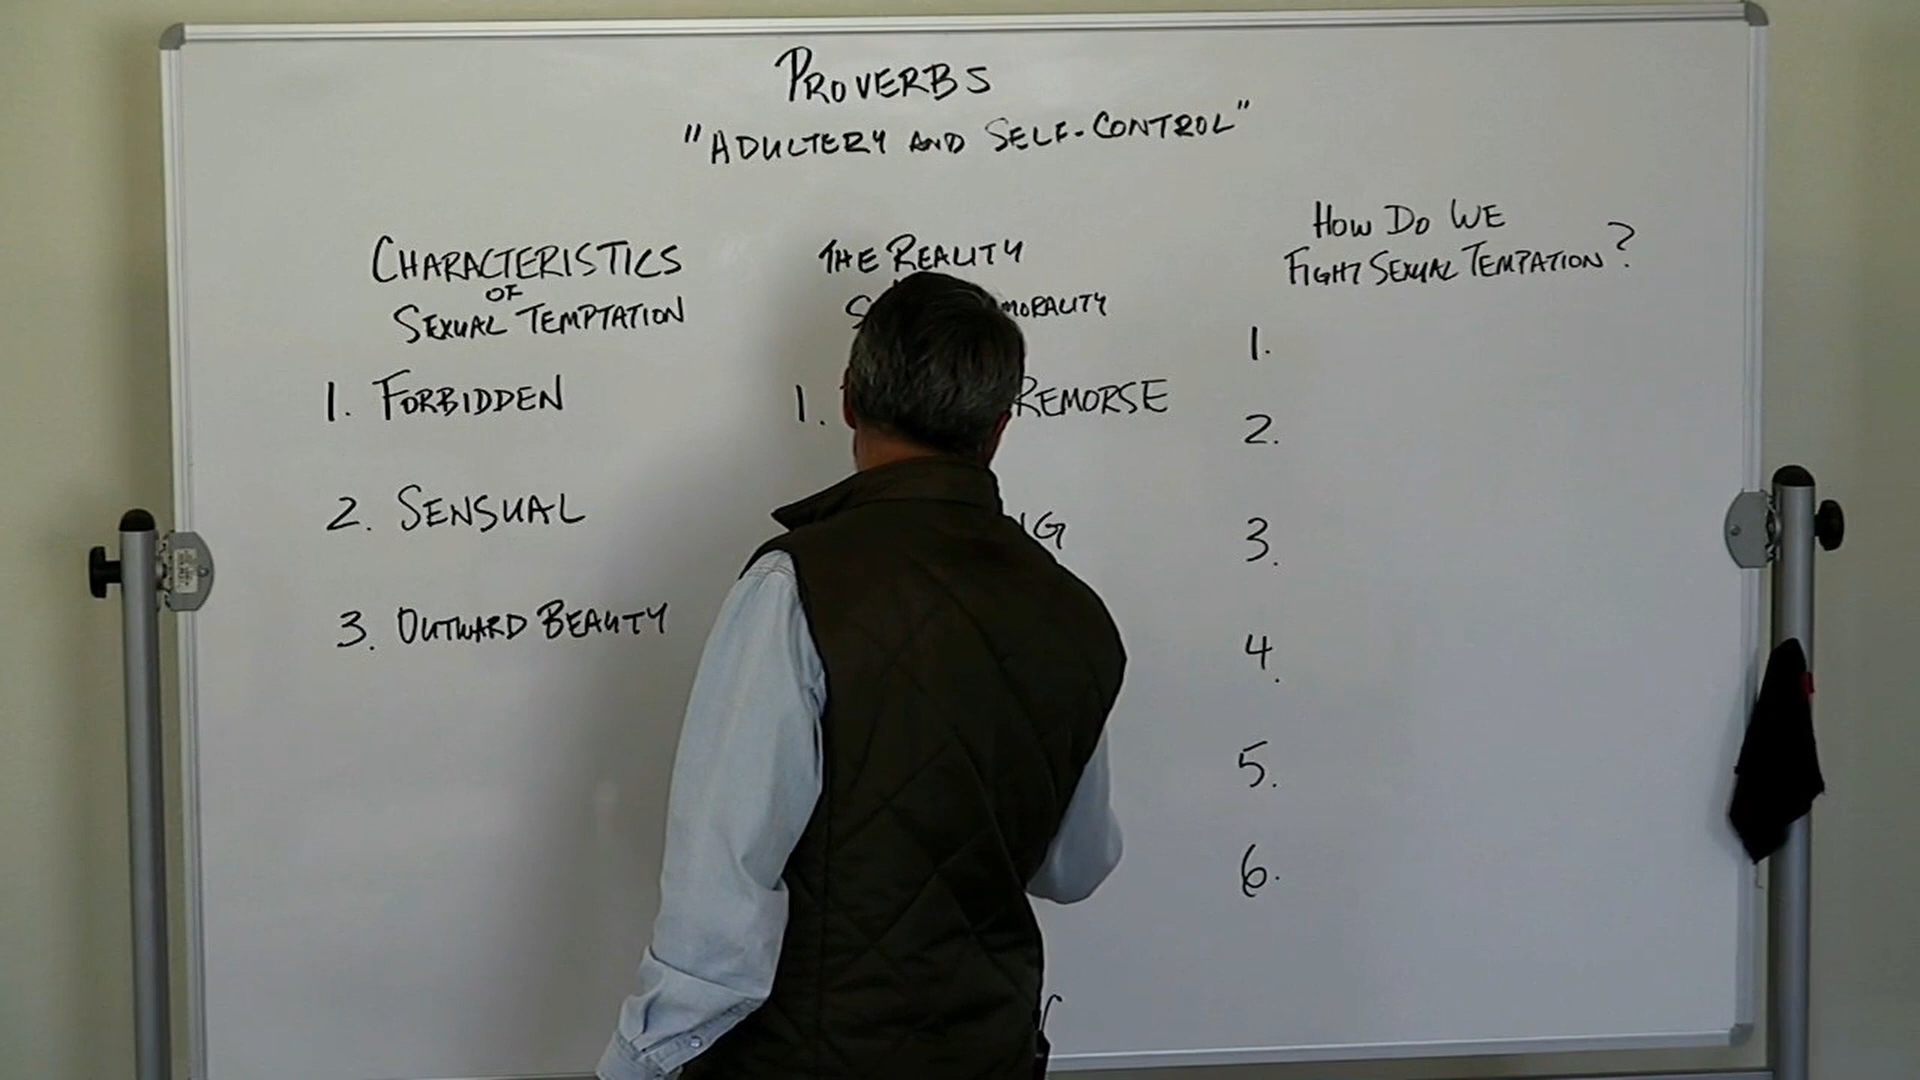 PROVERBS
"ADULTERY AND SELF-CONTROL"
CHARACTERISTICS
OF
SEXUAL TEMPTATION
1. FORBIDDEN
2. SENSUAL
3. OUTWARD BEAUTY
THE REALITY
MORALITY
1. REMORSE
HOW DO WE
FIGHT SEXUAL TEMPTATION?
1.
2.
3.
4.
5.
6.